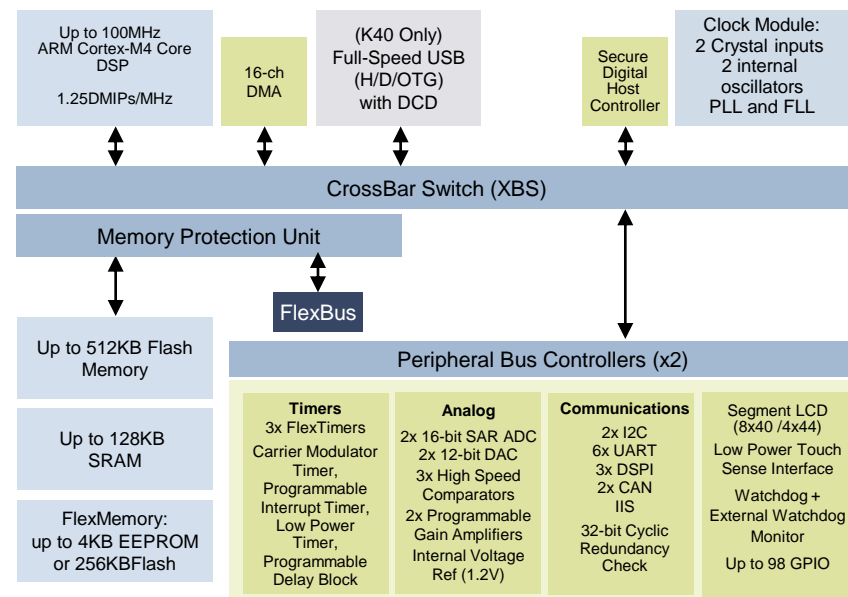 Up to 100MHz
ARM Cortex-M4 Core
DSP
1.25DMIPs/MHz
16-ch
DMA
(K40 Only)
Full-Speed USB
(H/D/OTG)
with DCD
Secure
Digital
Host
Controller
Clock Module:
2 Crystal inputs
2 internal
oscillators
PLL and FLL
CrossBar Switch (XBS)
Memory Protection Unit
FlexBus
Up to 512KB Flash
Memory
Up to 128KB
SRAM
FlexMemory:
up to 4KB EEPROM
or 256KBFlash
Peripheral Bus Controllers (x2)
Timers
3x FlexTimers
Carrier Modulator
Timer,
Programmable
Interrupt Timer,
Low Power
Timer,
Programmable
Delay Block
Analog
2x 16-bit SAR ADC
2x 12-bit DAC
3x High Speed
Comparators
2x Programmable
Gain Amplifiers
Internal Voltage
Ref (1.2V)
Communications
2x I2C
6x UART
3x DSPI
2x CAN
IIS
32-bit Cyclic
Redundancy
Check
Segment LCD
(8x40 /4x44)
Low Power Touch
Sense Interface
Watchdog +
External Watchdog
Monitor
Up to 98 GPIO